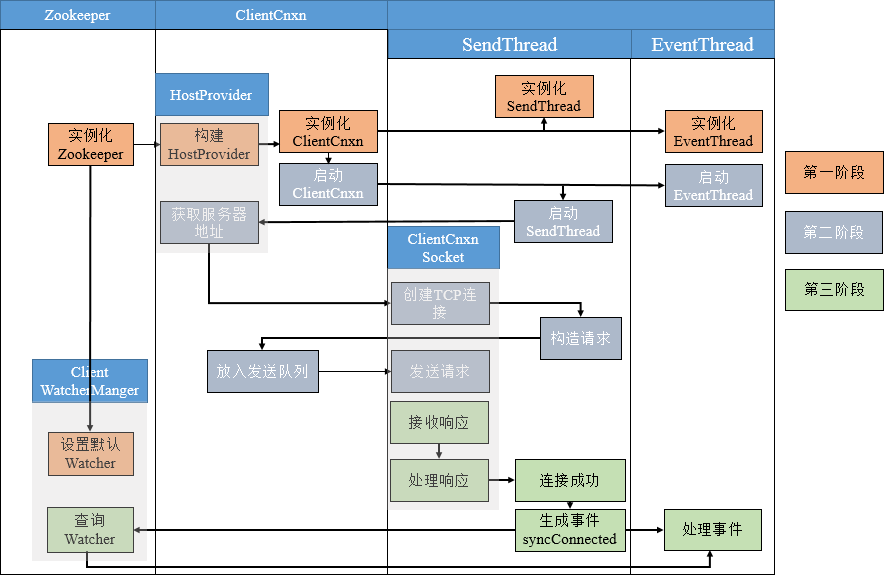 Zookeeper
ClientCnxn
SendThread
EventThread
HostProvider
实例化
SendThread
实例化
Zookeeper
构建
HostProvider
实例化
ClientCnxn
实例化
EventThread
第一阶段
启动
ClientCnxn
启动
EventThread
获取服务器
地址
启动
SendThread
第二阶段
ClientCnxn
Socket
创建TCP连
接
第三阶段
构造请求
Client
WatcherManger
放入发送队列
发送请求
接收响应
设置默认
Watcher
处理响应
连接成功
查询
Watcher
生成事件
syncConnected
处理事件